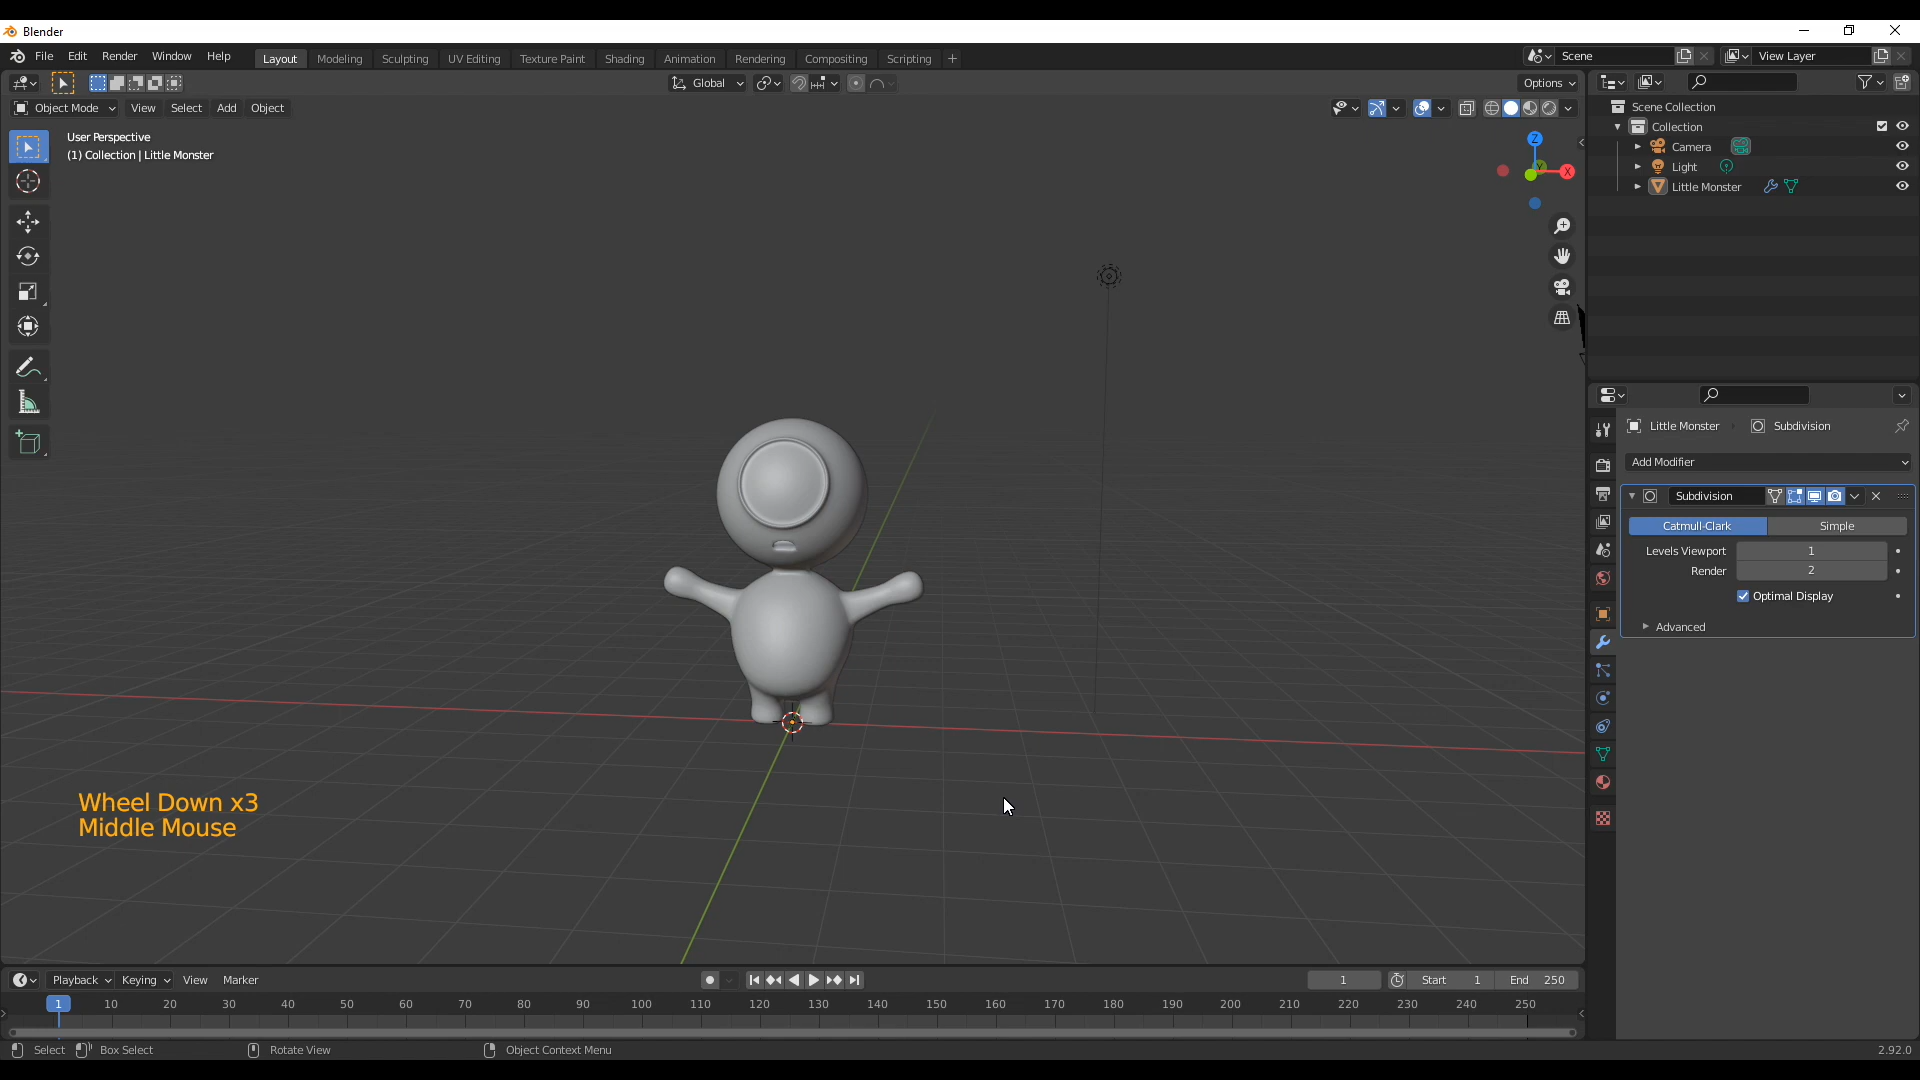 Blender
File Edit Render Window Help Layout Modeling Sculpting UV Editing Texture Paint Shading Animation Rendering Compositing Scripting + Scene View Layer
Global Options
Object Mode View Select Add Object
User Perspective
(1) Collection | Little Monster
Z
Y
X
Scene Collection
Collection
Camera
Light
Little Monster
Little Monster Subdivision
Add Modifier
Subdivision
Catmull-Clark Simple
Levels Viewport 1
Render 2
Optimal Display
Advanced
Wheel Down x3
Middle Mouse
Playback Keying View Marker 1 Start 1 End 250
1 10 20 30 40 50 60 70 80 90 100 110 120 130 140 150 160 170 180 190 200 210 220 230 240 250
Select Box Select Rotate View Object Context Menu 2.92.0